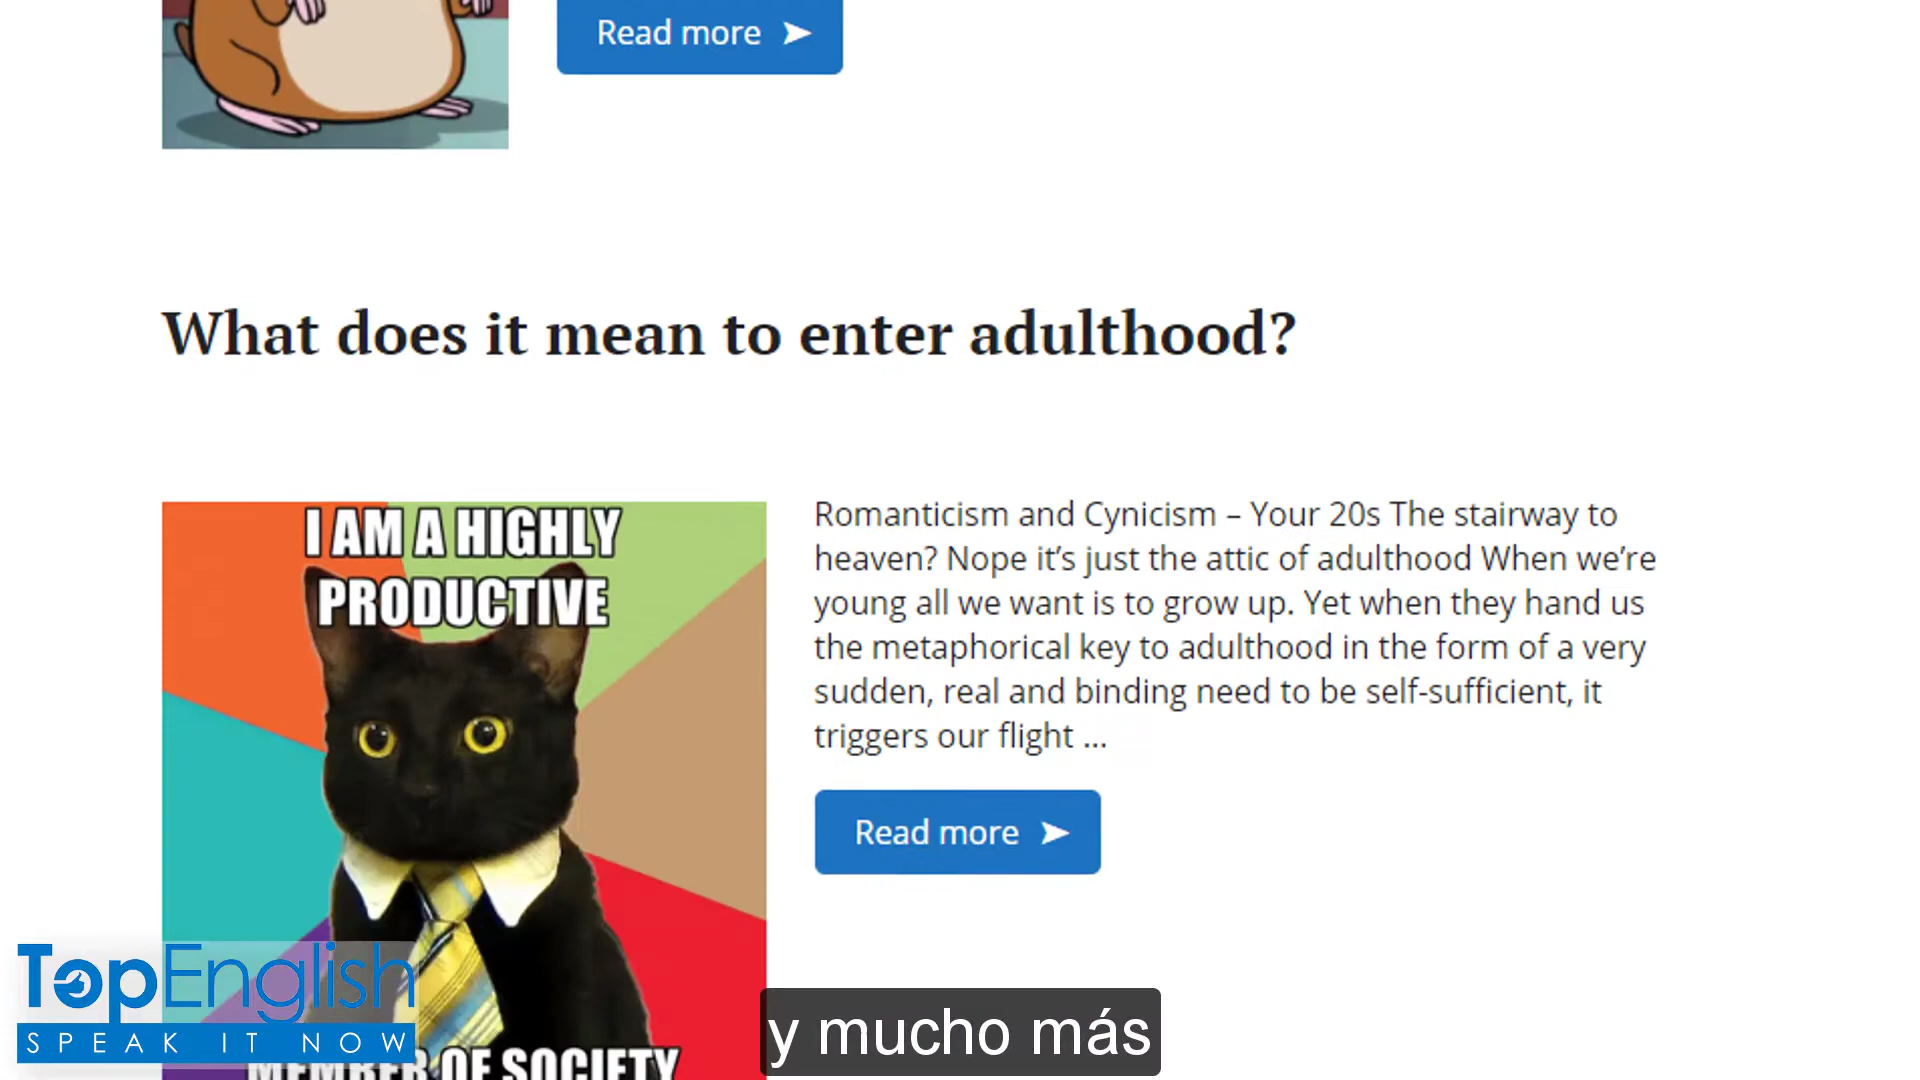 Read more
What does it mean to enter adulthood?
I AM A HIGHLY
PRODUCTIVE
Romanticism and Cynicism – Your 20s The stairway to
heaven? Nope it’s just the attic of adulthood When we’re
young all we want is to grow up. Yet when they hand us
the metaphorical key to adulthood in the form of a very
sudden, real and binding need to be self-sufficient, it
triggers our flight ...
Read more
TopEnglish
SPEAK IT NOW
MEMBER OF SOCIETY
y mucho más